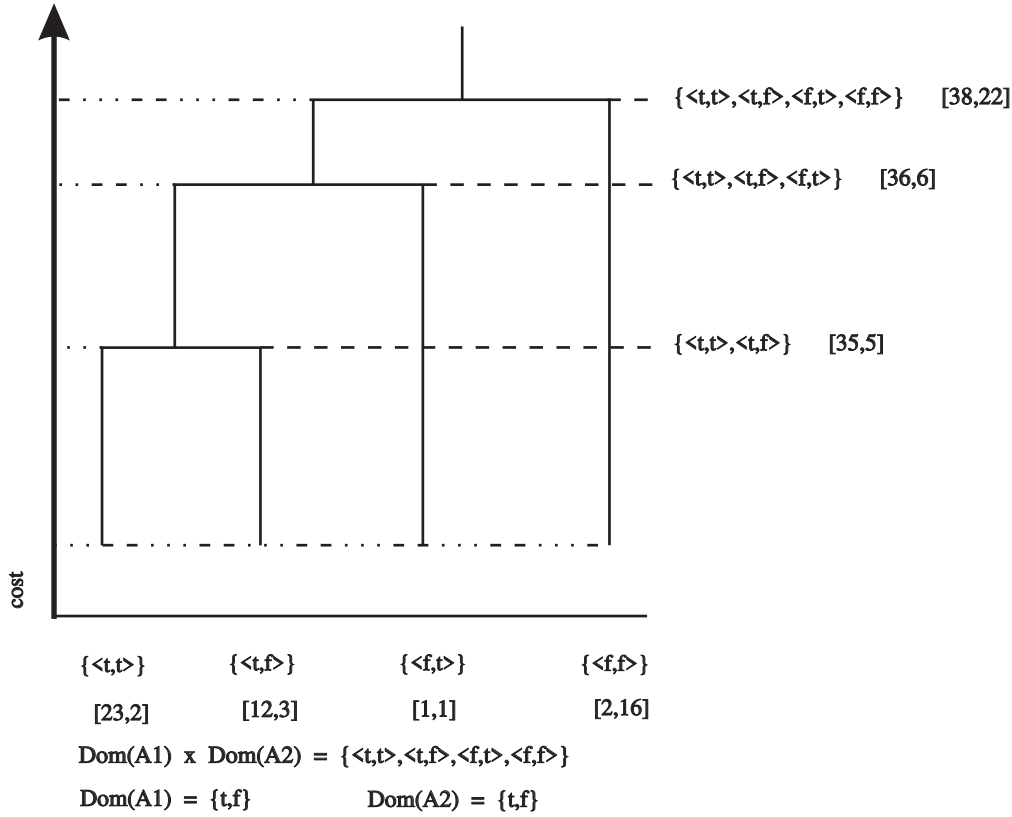 {<t,t>,<t,f>,<f,t>,<f,f>} [38,22]
{<t,t>,<t,f>,<f,t>} [36,6]
{<t,t>,<t,f>} [35,5]
cost
{<t,t>} {<t,f>} {<f,t>} {<f,f>}
[23,2] [12,3] [1,1] [2,16]
Dom(A1) x Dom(A2) = {<t,t>,<t,f>,<f,t>,<f,f>}
Dom(A1) = {t,f} Dom(A2) = {t,f}